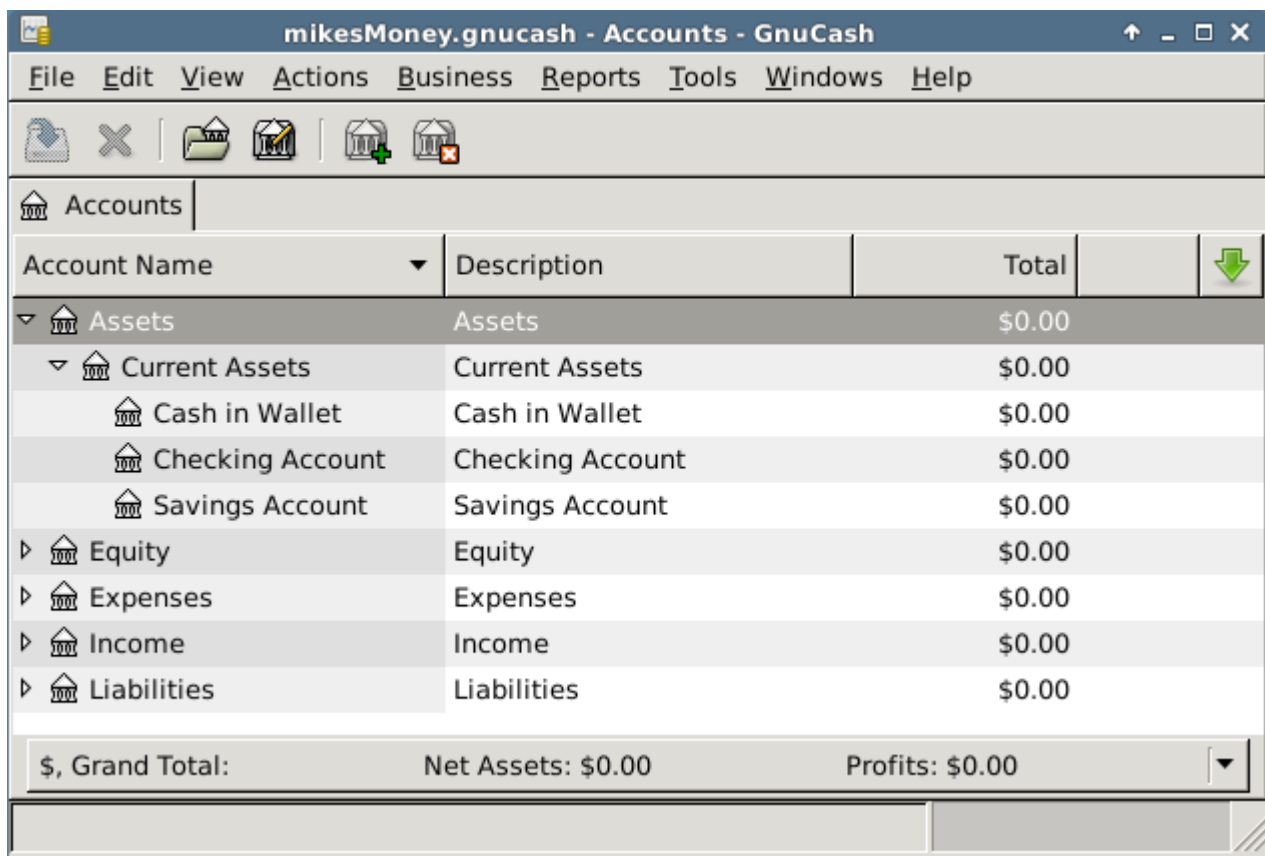 mikesMoney.gnucash - Accounts - GnuCash
File Edit View Actions Business Reports Tools Windows Help
Accounts
Account Name Description Total
Assets Assets $0.00
Current Assets Current Assets $0.00
Cash in Wallet Cash in Wallet $0.00
Checking Account Checking Account $0.00
Savings Account Savings Account $0.00
Equity Equity $0.00
Expenses Expenses $0.00
Income Income $0.00
Liabilities Liabilities $0.00
$, Grand Total: Net Assets: $0.00 Profits: $0.00